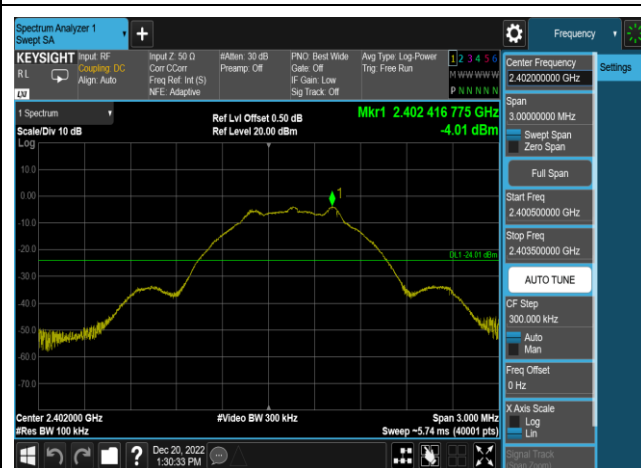 Spectrum Analyzer 1
Swept SA
+
Frequency
KEYSIGHT
RL
LXI
Input: RF
Coupling: DC
Align: Auto
Input Z: 50 Ω
Corr CCorr
Freq Ref: Int (S)
NFE: Adaptive
#Atten: 30 dB
Preamp: Off
PNO: Best Wide
Gate: Off
IF Gain: Low
Sig Track: Off
Avg Type: Log-Power
Trig: Free Run
1 2 3 4 5 6
M W W W W W
P N N N N N
1 Spectrum
Scale/Div 10 dB
Log
Ref Lvl Offset 0.50 dB
Ref Level 20.00 dBm
Mkr1 2.402 416 775 GHz
-4.01 dBm
10.0
0.00
-10.0
-20.0
-30.0
-40.0
-50.0
-60.0
-70.0
1
DL1 -24.01 dBm
Center 2.402000 GHz
#Res BW 100 kHz
#Video BW 300 kHz
Span 3.000 MHz
Sweep ~5.74 ms (40001 pts)
Center Frequency
2.402000000 GHz
Settings
Span
3.00000000 MHz
Swept Span
Zero Span
Full Span
Start Freq
2.400500000 GHz
Stop Freq
2.403500000 GHz
AUTO TUNE
CF Step
300.000 kHz
Auto
Man
Freq Offset
0 Hz
X Axis Scale
Log
Lin
Signal Track
(Span Zoom)
?
Dec 20, 2022
1:30:33 PM